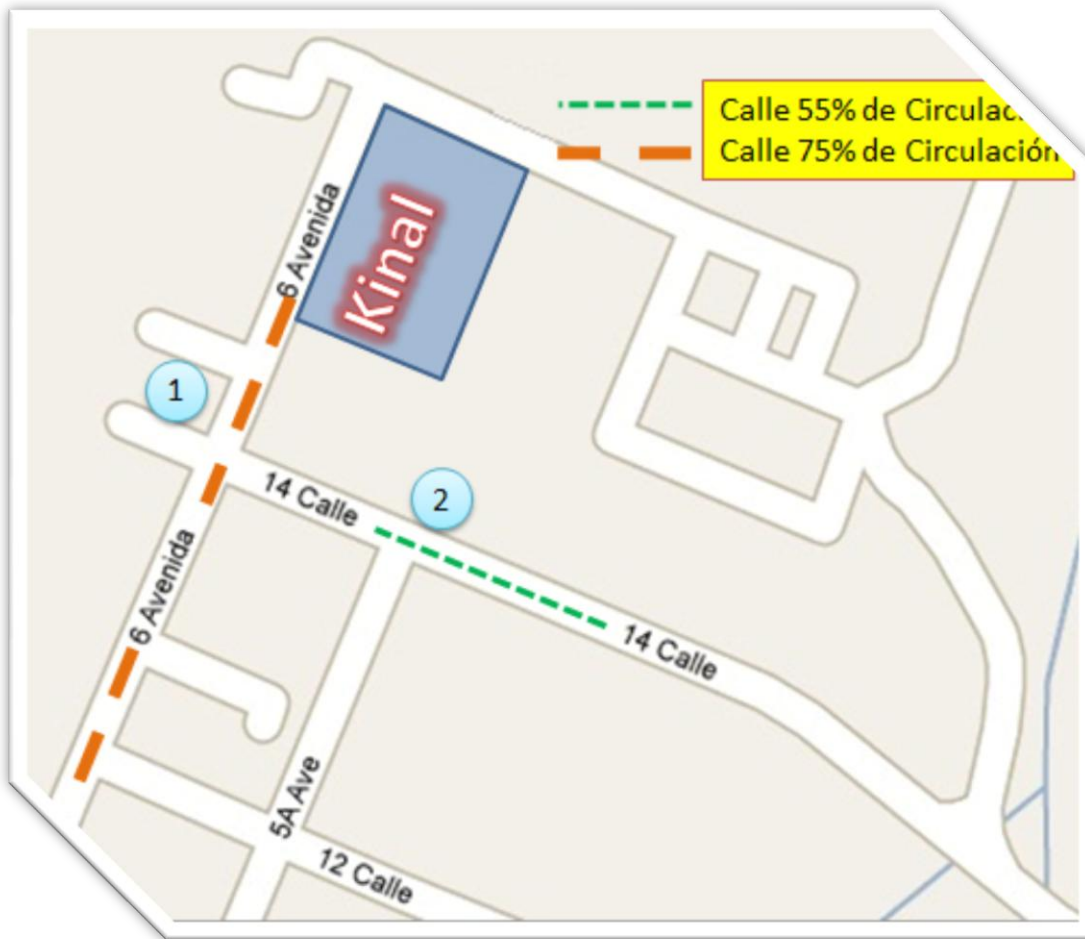 Calle 55% de Circulac
Calle 75% de Circulación
6 Avenida
Kinal
1
14 Calle
2
6 Avenida
14 Calle
5A Ave
12 Calle